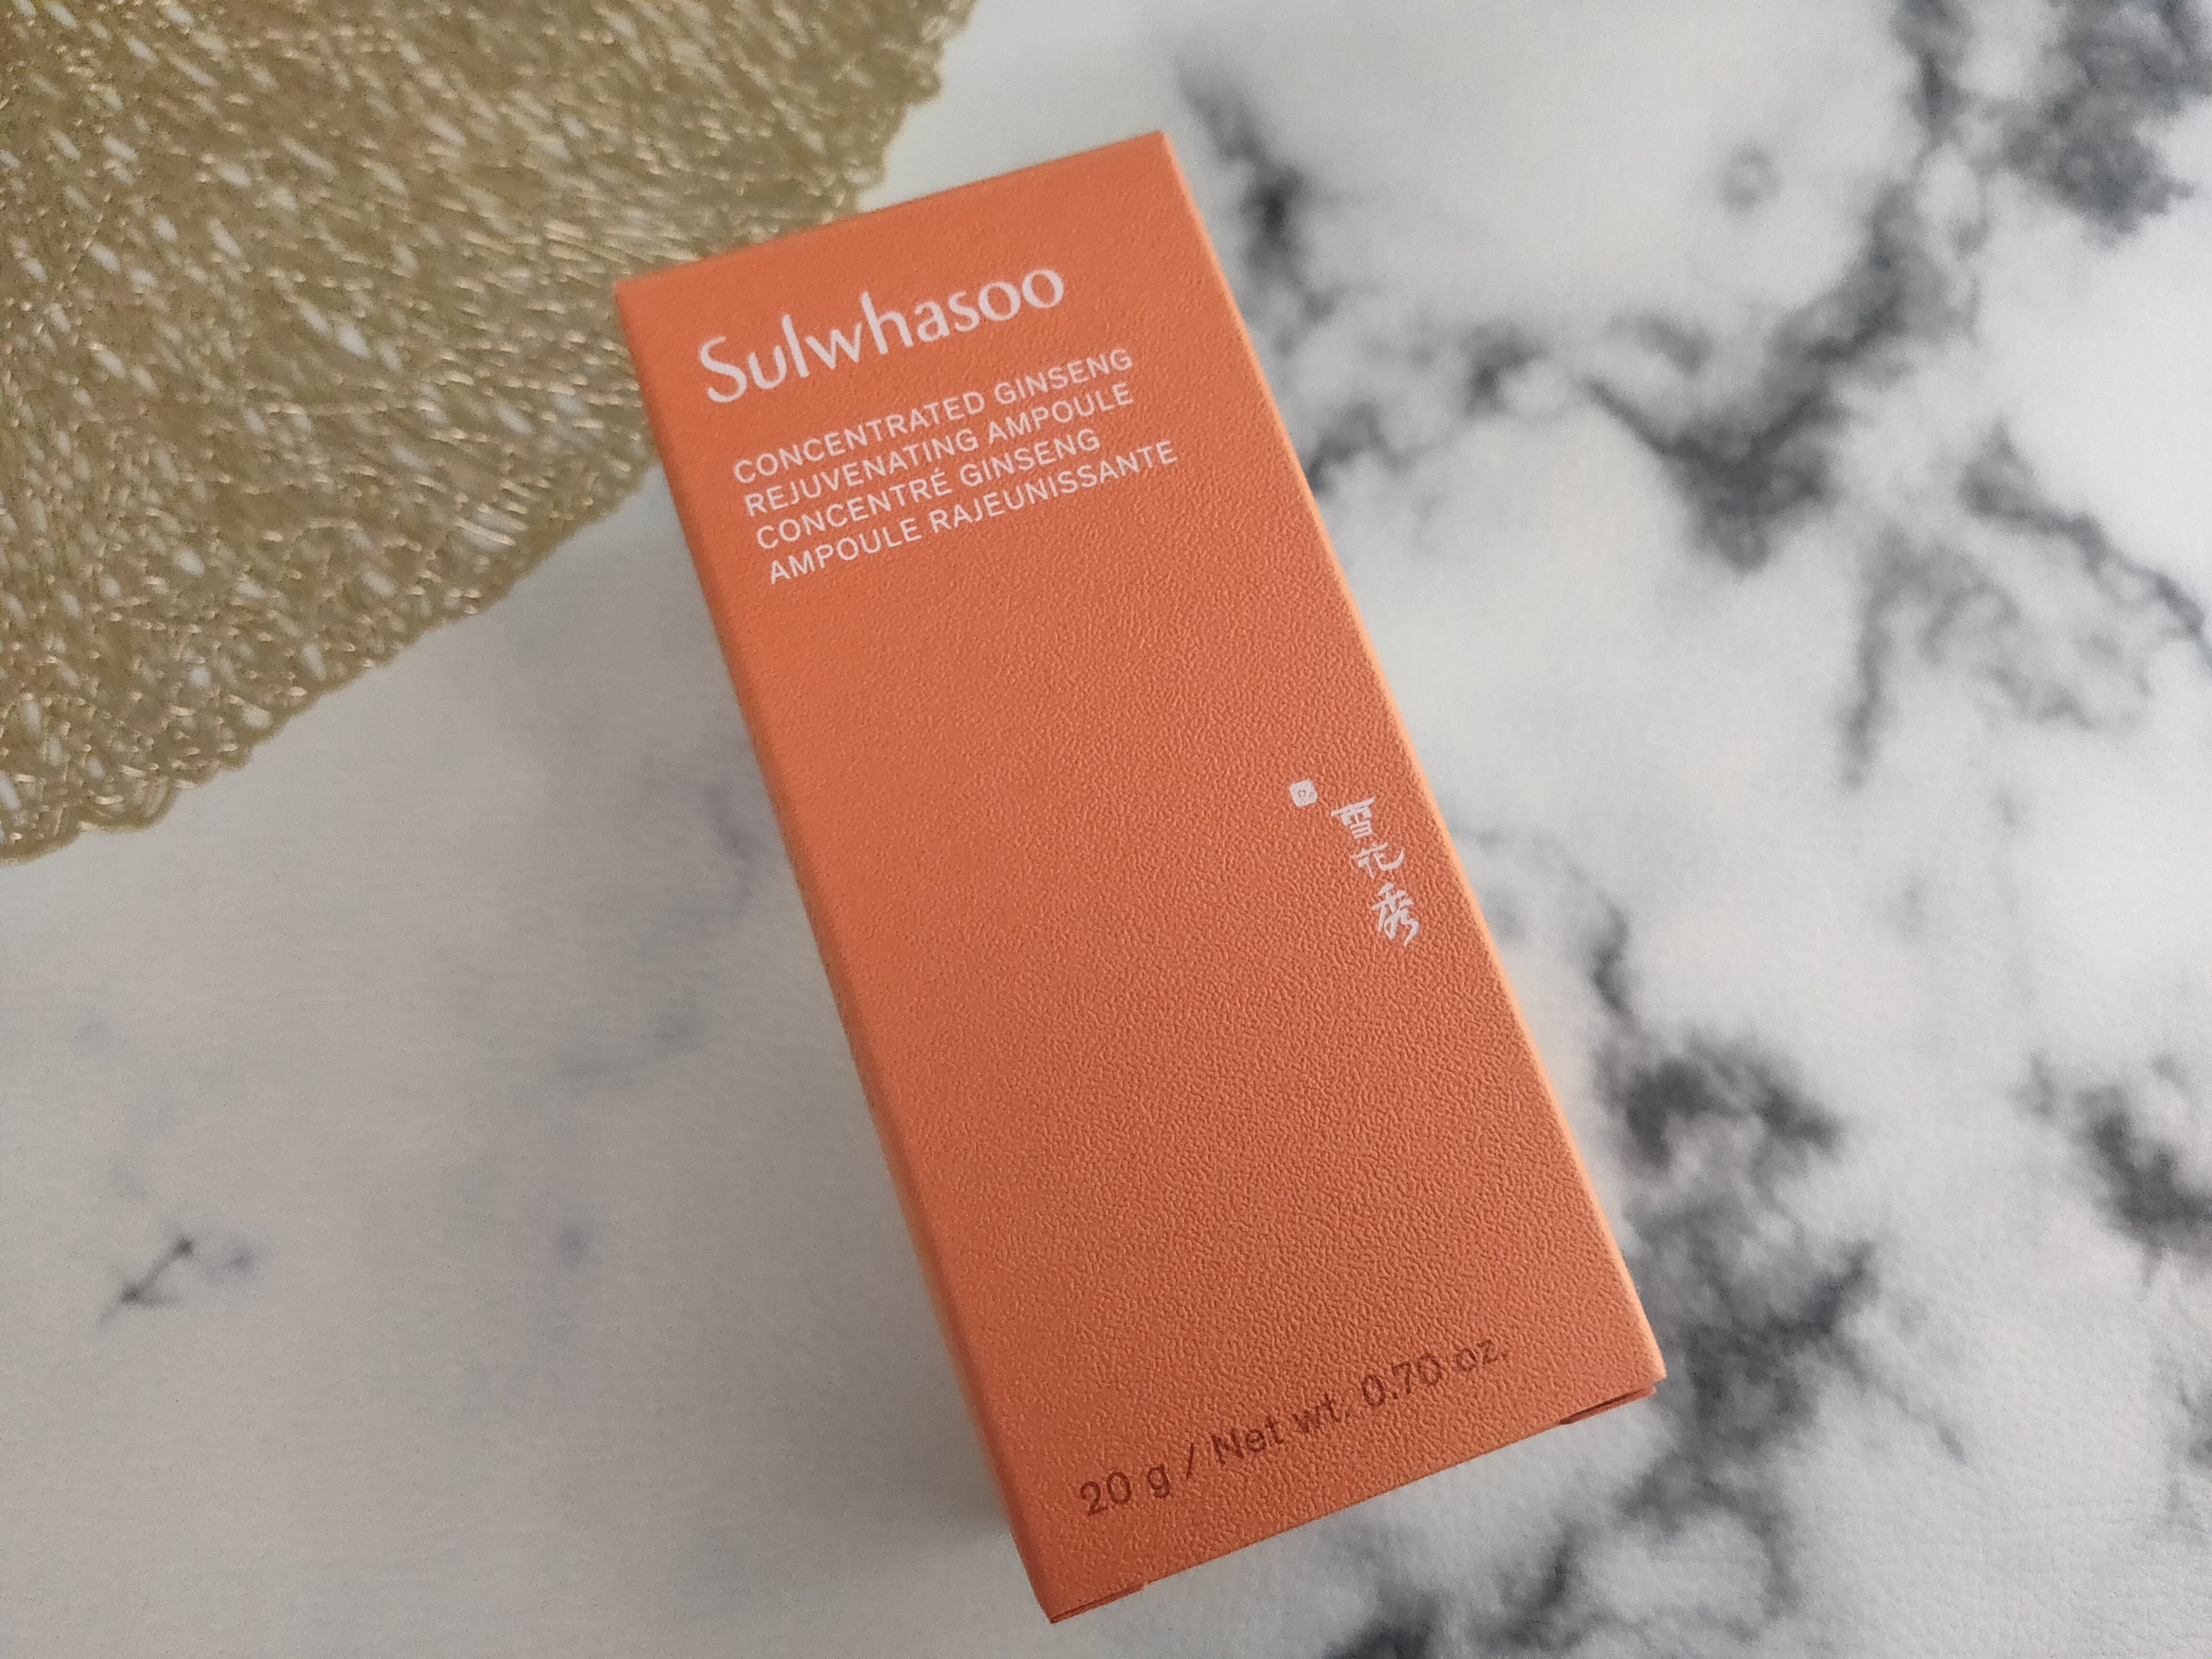 Sulwhasoo
CONCENTRATED GINSENG
REJUVENATING AMPOULE
CONCENTRÉ GINSENG
AMPOULE RAJEUNISSANTE
雪花秀
20 g / Net wt. 0.70 oz.